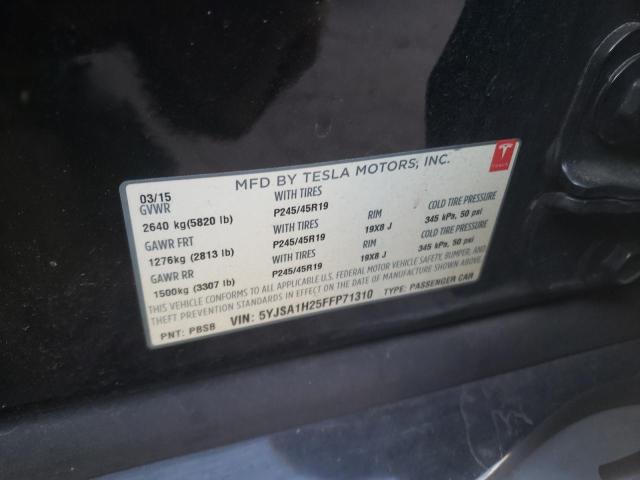 MFD BY TESLA MOTORS, INC.
TESLA
03/15
GVWR WITH TIRES
2640 kg(5820 lb) P245/45R19 RIM COLD TIRE PRESSURE
GAWR FRT WITH TIRES 19X8 J 345 kPa, 50 psi
1276kg (2813 lb) P245/45R19 RIM COLD TIRE PRESSURE
GAWR RR WITH TIRES 19X8 J 345 kPa, 50 psi
1500kg (3307 lb) P245/45R19
THIS VEHICLE CONFORMS TO ALL APPLICABLE U.S. FEDERAL MOTOR VEHICLE SAFETY, BUMPER, AND
THEFT PREVENTION STANDARDS IN EFFECT ON THE DATE OF MANUFACTURE SHOWN ABOVE.
PNT: PBSB VIN: 5YJSA1H25FFP71310 TYPE: PASSENGER CAR